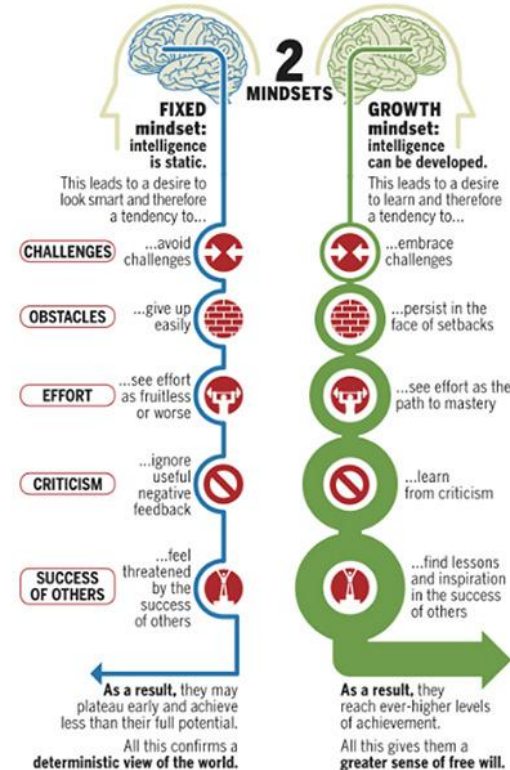 2
MINDSETS
FIXED
mindset:
intelligence
is static.
This leads to a desire to
look smart and therefore
a tendency to...
GROWTH
mindset:
intelligence
can be developed.
This leads to a desire
to learn and therefore
a tendency to...
CHALLENGES
...avoid
challenges
...embrace
challenges
OBSTACLES
...give up
easily
...persist in the
face of setbacks
EFFORT
...see effort
as fruitless
or worse
...see effort as the
path to mastery
CRITICISM
...ignore
useful
negative
feedback
...learn
from criticism
SUCCESS
OF OTHERS
...feel
threatened
by the
success
of others
...find lessons
and inspiration
in the success
of others
As a result, they may
plateau early and achieve
less than their full potential.
All this confirms a
deterministic view of the world.
As a result, they
reach ever-higher levels
of achievement.
All this gives them a
greater sense of free will.